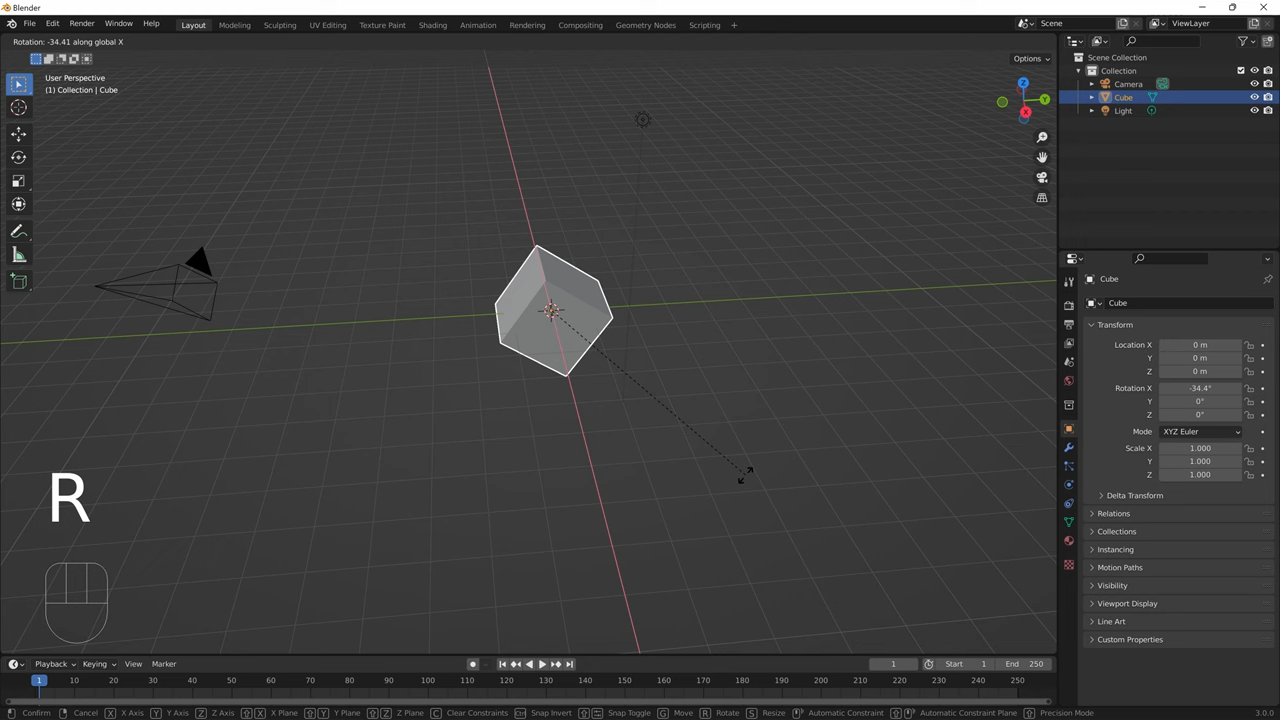 Blender
File Edit Render Window Help Layout Modeling Sculpting UV Editing Texture Paint Shading Animation Rendering Compositing Geometry Nodes Scripting + Scene ViewLayer
Rotation: -34.41 along global X
Options
User Perspective
(1) Collection | Cube
Z
Y
X
Scene Collection
Collection
Camera
Cube
Light
Cube
Cube
Transform
Location X 0 m
Y 0 m
Z 0 m
Rotation X -34.4°
Y 0°
Z 0°
Mode XYZ Euler
Scale X 1.000
Y 1.000
Z 1.000
Delta Transform
Relations
Collections
Instancing
Motion Paths
Visibility
Viewport Display
Line Art
Custom Properties
R
Playback Keying View Marker 1 Start 1 End 250
1 10 20 30 40 50 60 70 80 90 100 110 120 130 140 150 160 170 180 190 200 210 220 230 240 250
Confirm Cancel X X Axis Y Y Axis Z Z Axis X X Plane Y Y Plane Z Z Plane C Clear Constraints Snap Invert Snap Toggle G Move R Rotate S Resize Automatic Constraint Automatic Constraint Plane Precision Mode 3.0.0